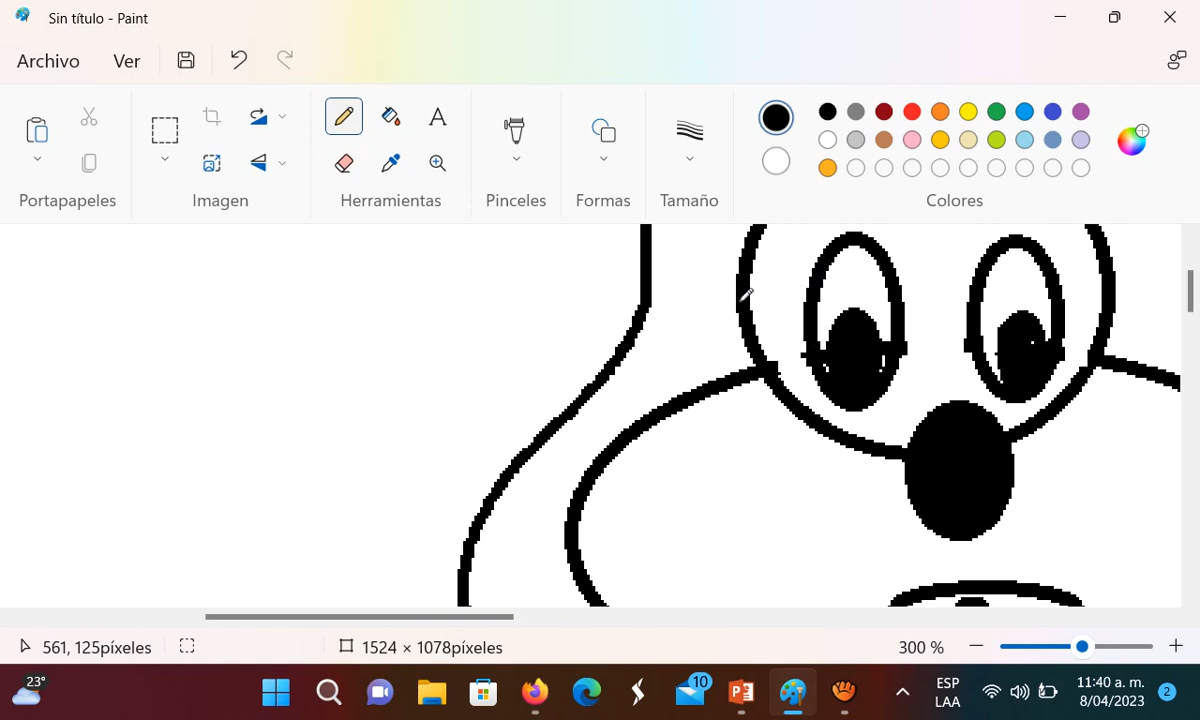 Sin título - Paint
Archivo Ver
Portapapeles Imagen Herramientas Pinceles Formas Tamaño Colores
561, 125píxeles 1524 × 1078píxeles 300 %
23° 10 ESP LAA 11:40 a. m. 8/04/2023 2